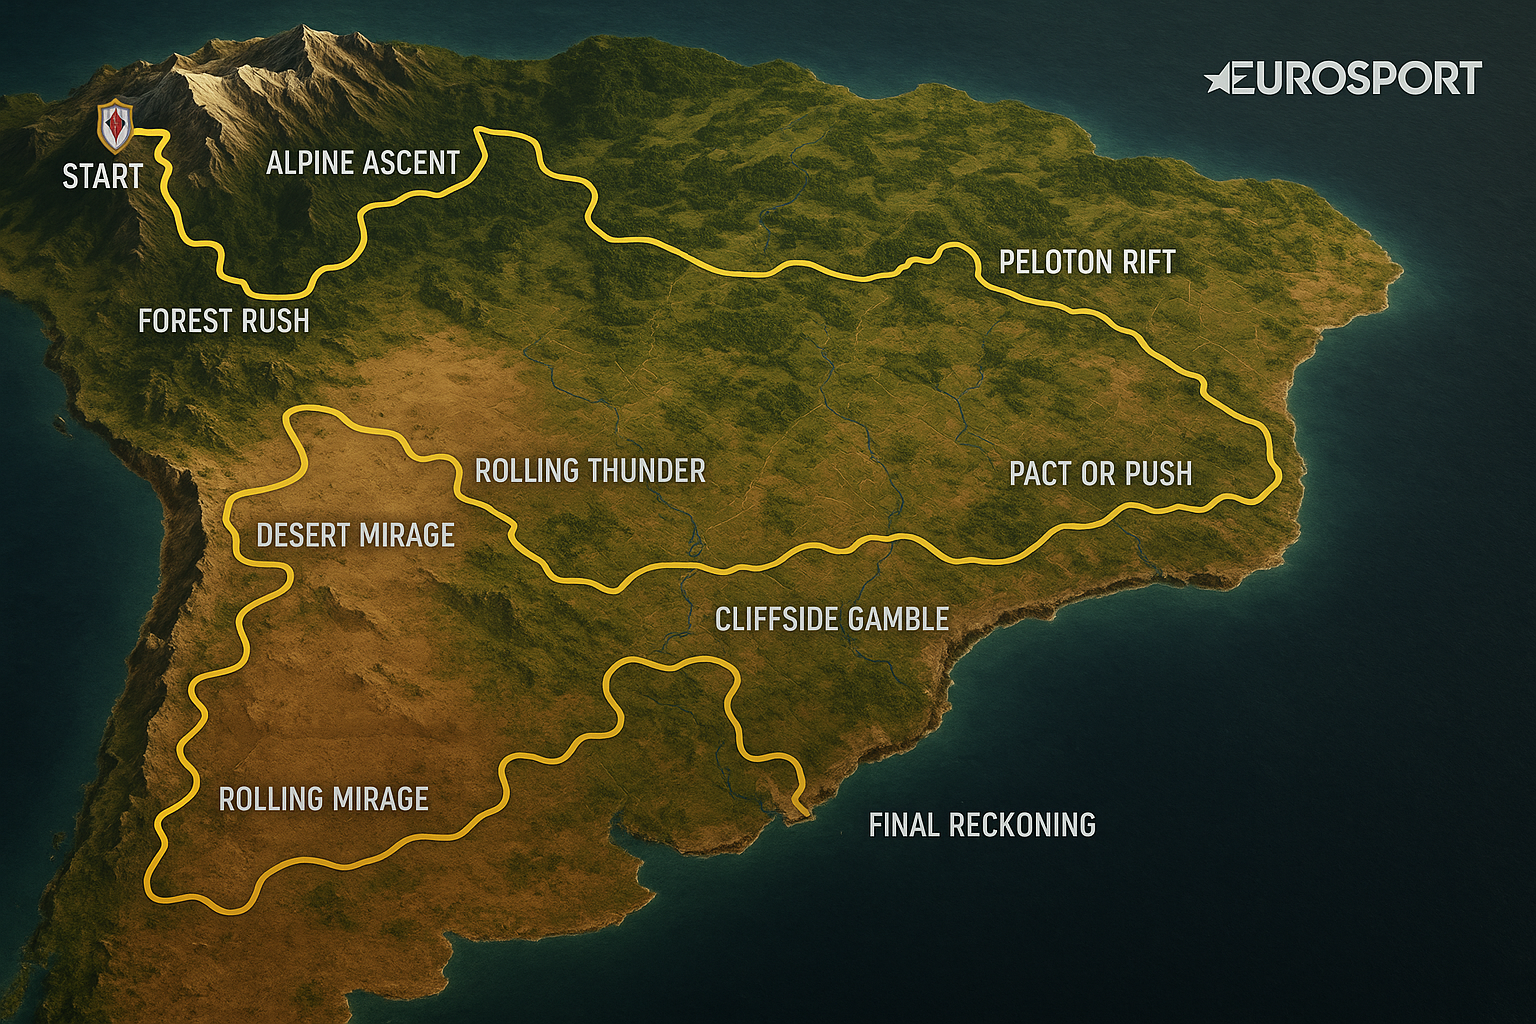 EUROSPORT
START
ALPINE ASCENT
PELOTON RIFT
FOREST RUSH
ROLLING THUNDER
PACT OR PUSH
DESERT MIRAGE
CLIFFSIDE GAMBLE
ROLLING MIRAGE
FINAL RECKONING